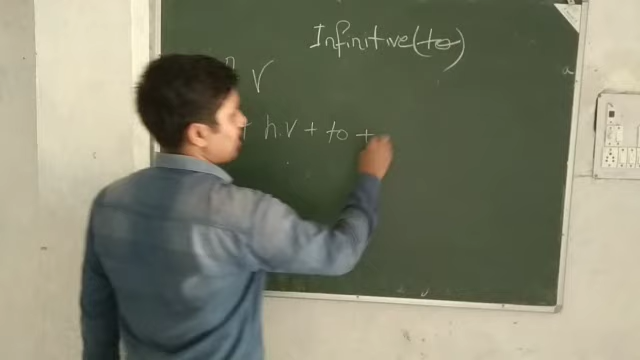 Infinitive (to)
V
+ h.v + to +